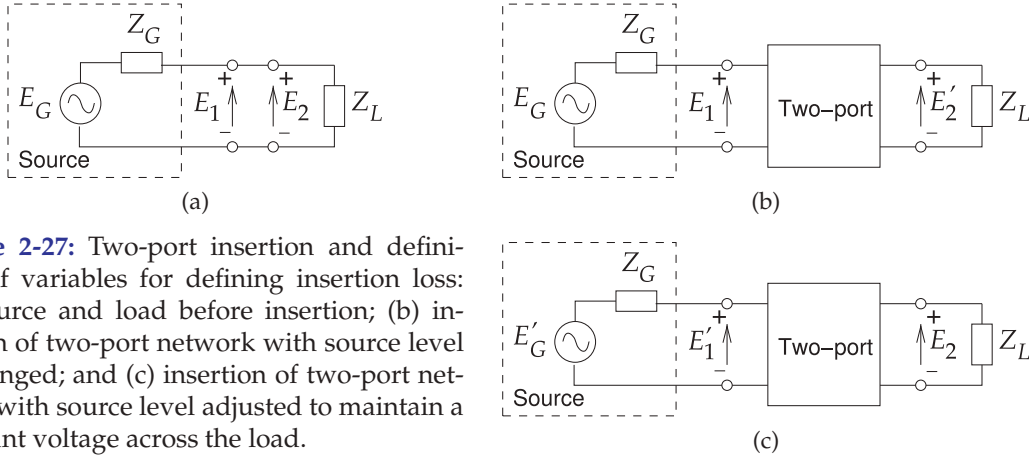 Z_G
E_G
E_1
E_2
Z_L
+
+
−
−
Source
(a)
Z_G
E_G
E_1
Two−port
E_2′
Z_L
+
+
−
−
Source
(b)
e 2-27: Two-port insertion and defini-
f variables for defining insertion loss:
urce and load before insertion; (b) in-
n of two-port network with source level
nged; and (c) insertion of two-port net-
with source level adjusted to maintain a
nt voltage across the load.
Z_G
E_G′
E_1′
Two−port
E_2
Z_L
+
+
−
−
Source
(c)